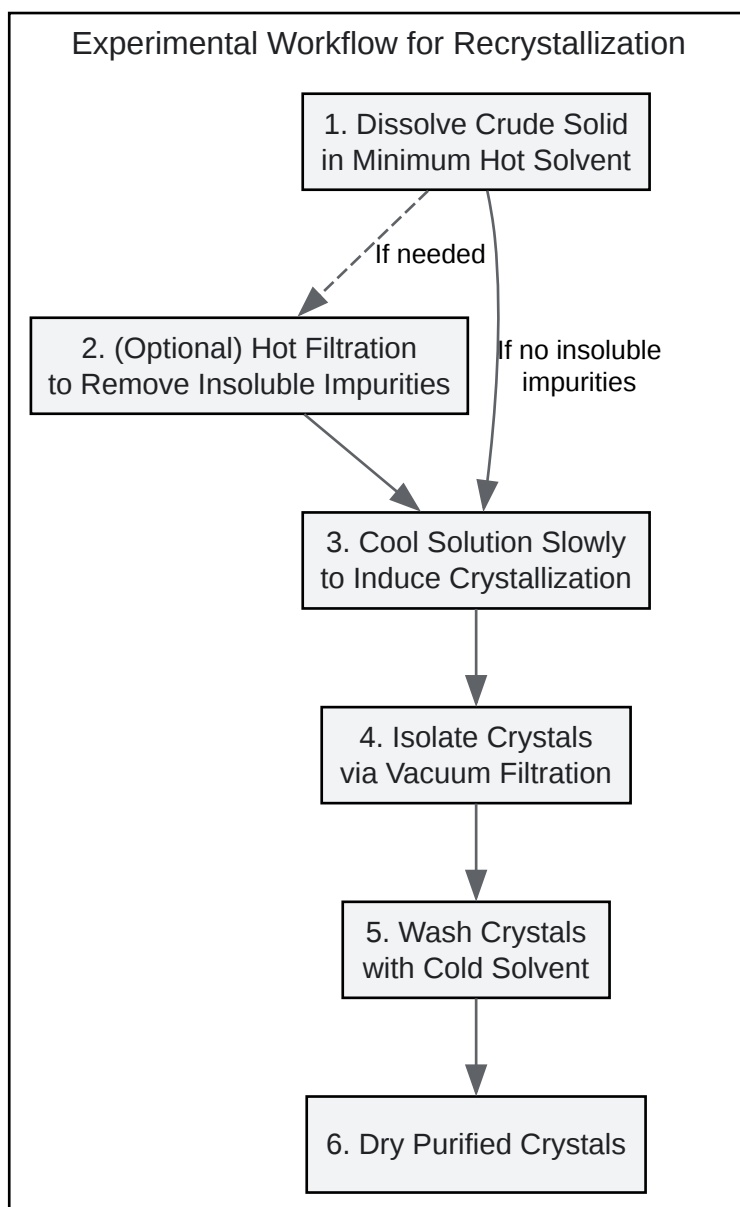 Experimental Workflow for Recrystallization
1. Dissolve Crude Solid
in Minimum Hot Solvent
If needed
2. (Optional) Hot Filtration
to Remove Insoluble Impurities
If no insoluble
impurities
3. Cool Solution Slowly
to Induce Crystallization
4. Isolate Crystals
via Vacuum Filtration
5. Wash Crystals
with Cold Solvent
6. Dry Purified Crystals